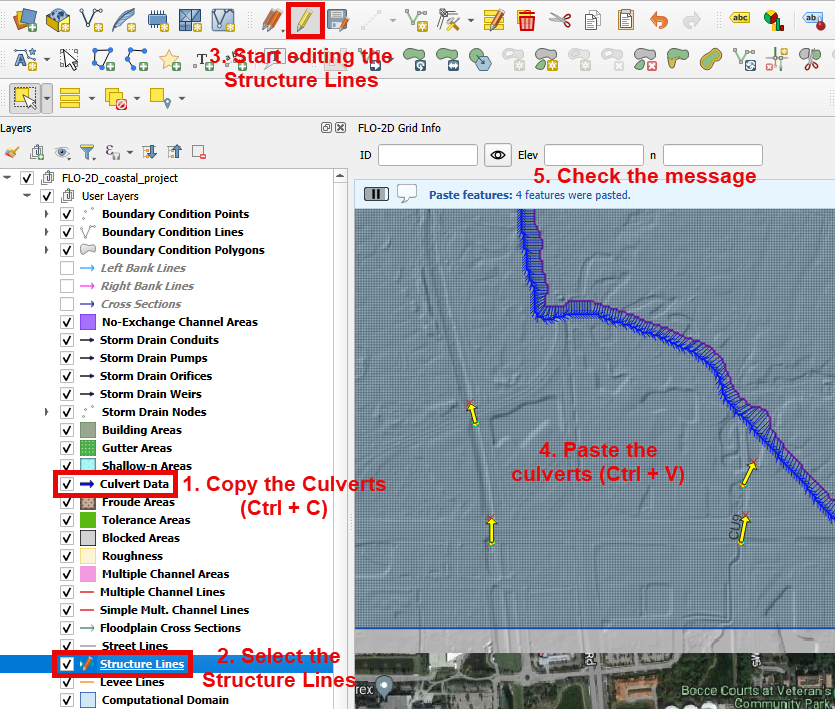 abc
ab
3. Start editing the
Structure Lines
Layers
FLO-2D Grid Info
ID
Elev
n
5. Check the message
Paste features: 4 features were pasted.
FLO-2D_coastal_project
User Layers
Boundary Condition Points
Boundary Condition Lines
Boundary Condition Polygons
Left Bank Lines
Right Bank Lines
Cross Sections
No-Exchange Channel Areas
Storm Drain Conduits
Storm Drain Pumps
Storm Drain Orifices
Storm Drain Weirs
Storm Drain Nodes
Building Areas
Gutter Areas
Shallow-n Areas
Culvert Data
1. Copy the Culverts
(Ctrl + C)
Froude Areas
Tolerance Areas
Blocked Areas
Roughness
Multiple Channel Areas
Multiple Channel Lines
Simple Mult. Channel Lines
Floodplain Cross Sections
Street Lines
Structure Lines
2. Select the
Structure Lines
Levee Lines
Computational Domain
4. Paste the
culverts (Ctrl + V)
CU9
rex
Bocce Courts at Veteran's
Community Park